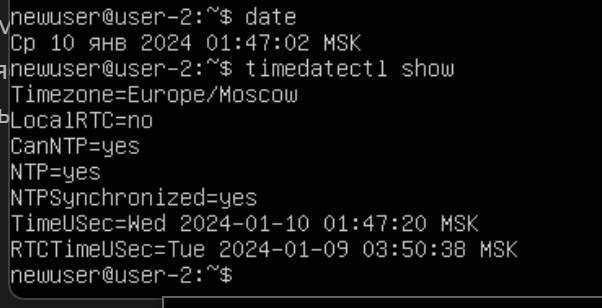 newuser@user-2:~$ date
Ср 10 янв 2024 01:47:02 MSK
newuser@user-2:~$ timedatectl show
Timezone=Europe/Moscow
LocalRTC=no
CanNTP=yes
NTP=yes
NTPSynchronized=yes
TimeUSec=Wed 2024-01-10 01:47:20 MSK
RTCTimeUSec=Tue 2024-01-09 03:50:38 MSK
newuser@user-2:~$